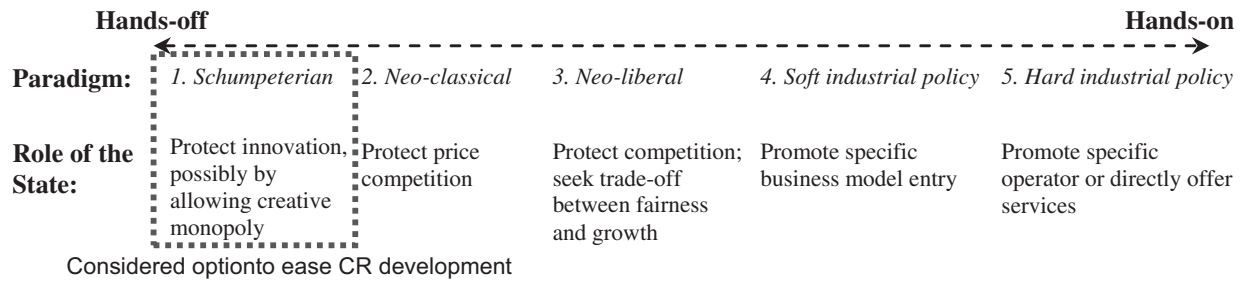 Hands-off Hands-on
Paradigm: 1. Schumpeterian 2. Neo-classical 3. Neo-liberal 4. Soft industrial policy 5. Hard industrial policy
Role of the State:
Protect innovation,
possibly by
allowing creative
monopoly
Protect price
competition
Protect competition;
seek trade-off
between fairness
and growth
Promote specific
business model entry
Promote specific
operator or directly offer
services
Considered optionto ease CR development